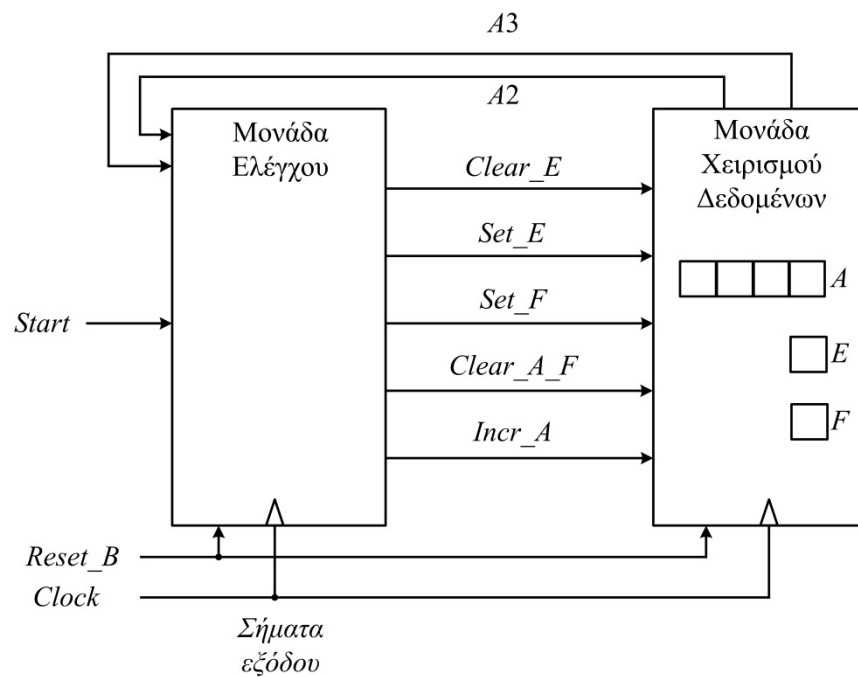 A3
A2
Μονάδα
Ελέγχου
Μονάδα
Χειρισμού
Δεδομένων
Clear_E
Set_E
A
Start
Set_F
E
Clear_A_F
F
Incr_A
Reset_B
Clock
Σήματα
εξόδου